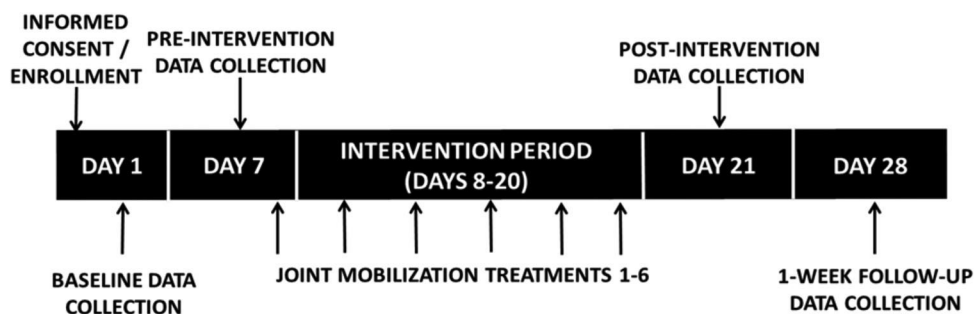 INFORMED
CONSENT /
ENROLLMENT
PRE-INTERVENTION
DATA COLLECTION
POST-INTERVENTION
DATA COLLECTION
DAY 1
DAY 7
INTERVENTION PERIOD
(DAYS 8-20)
DAY 21
DAY 28
BASELINE DATA
COLLECTION
JOINT MOBILIZATION TREATMENTS 1-6
1-WEEK FOLLOW-UP
DATA COLLECTION